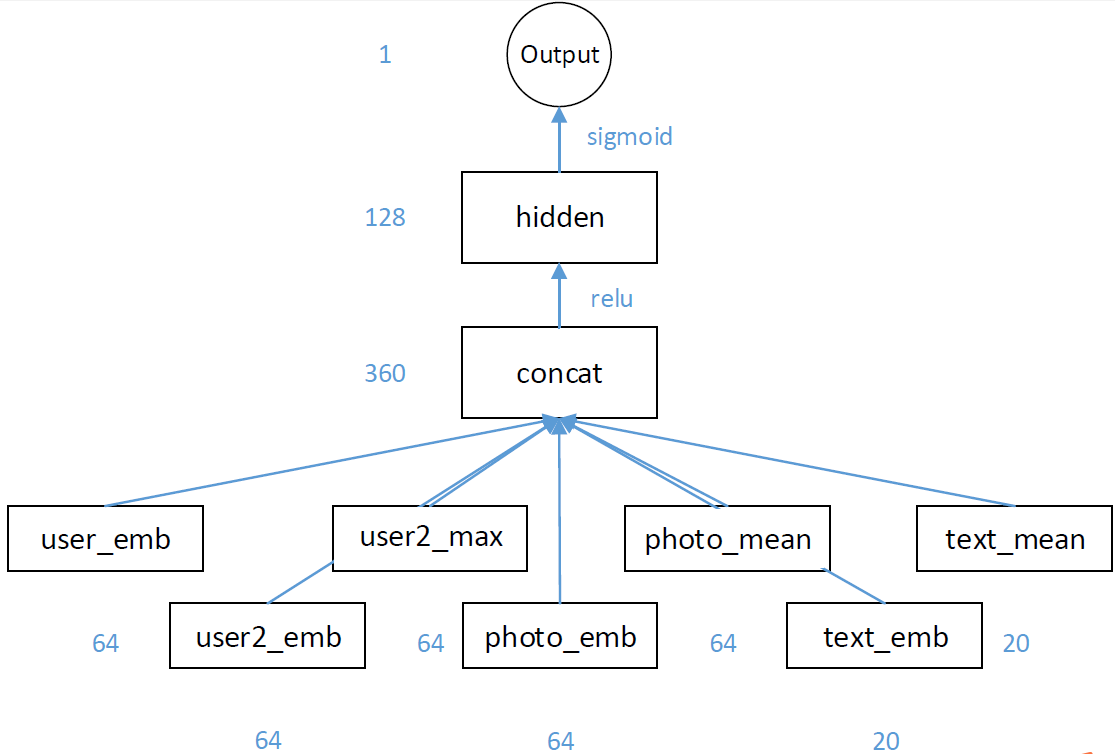 1
Output
sigmoid
128
hidden
relu
360
concat
user_emb
user2_max
photo_mean
text_mean
64
user2_emb
64
photo_emb
64
text_emb
20
64
64
20